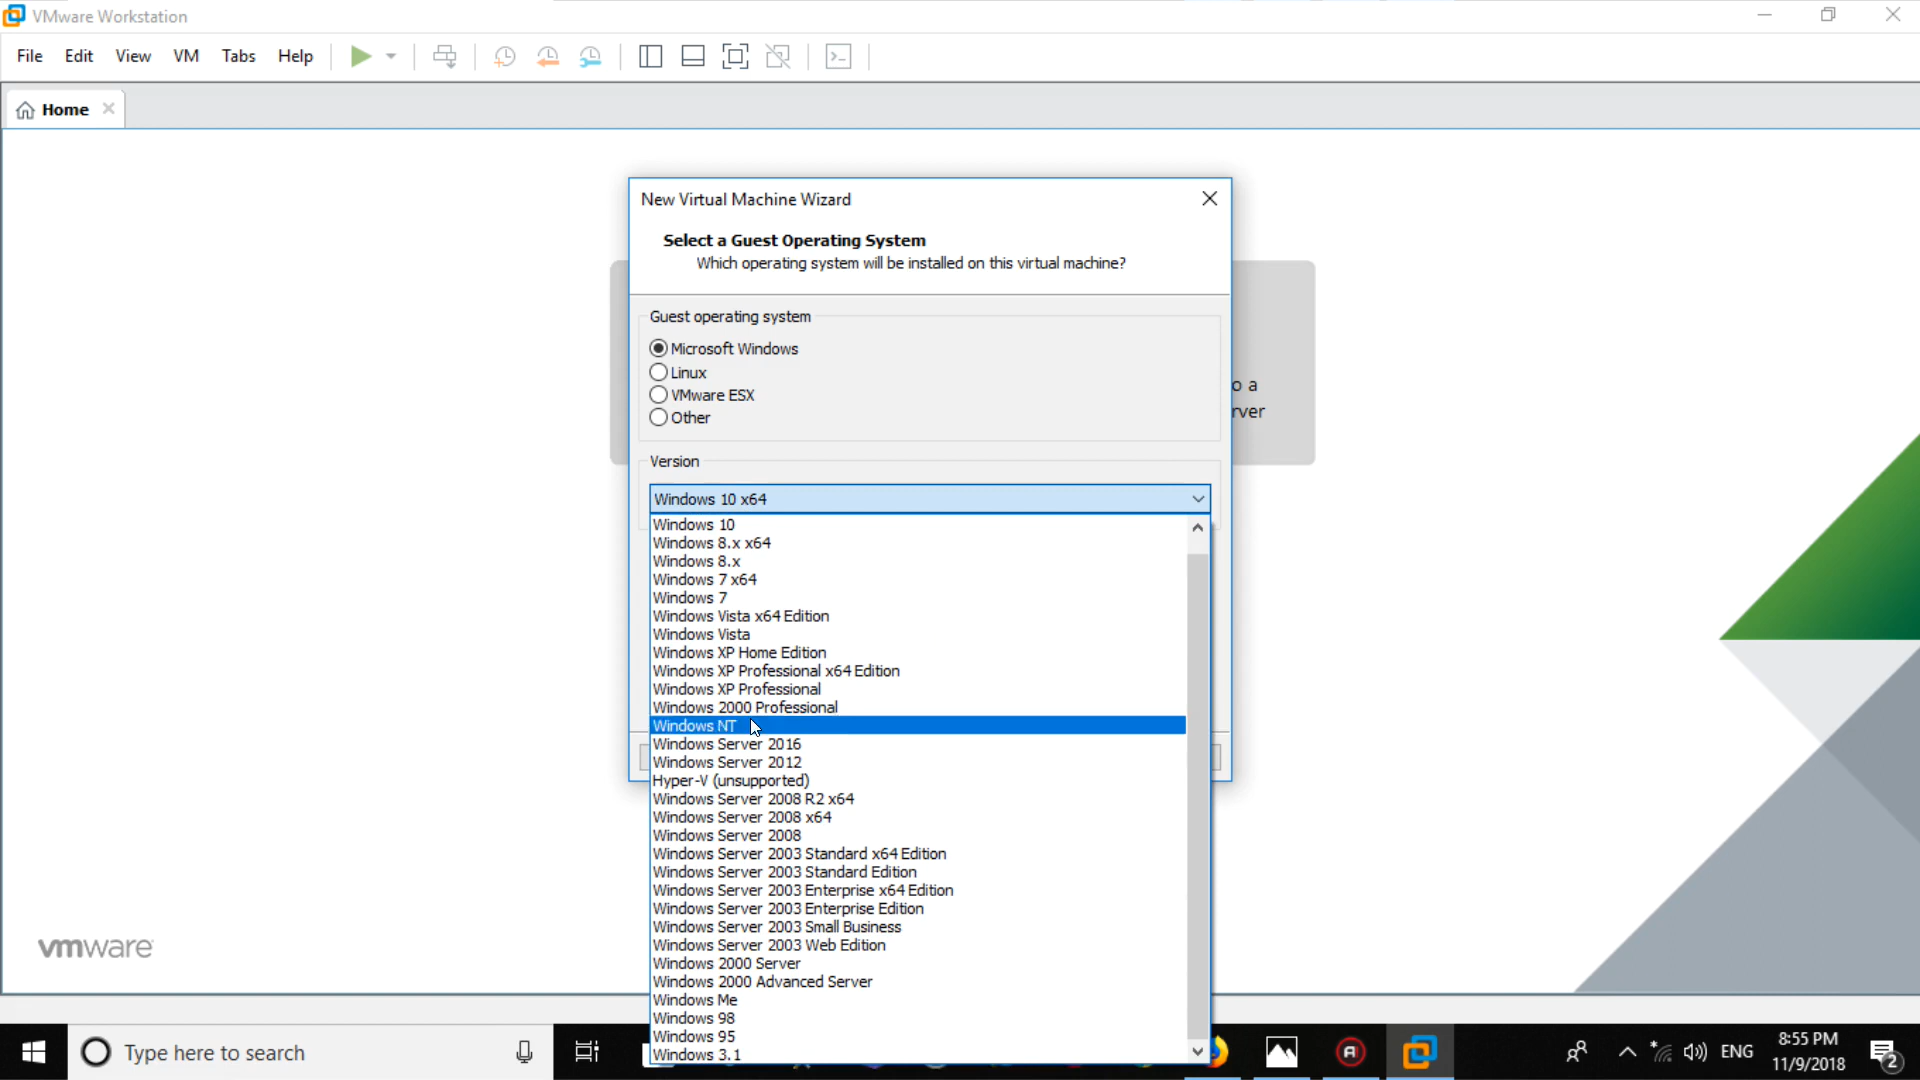 VMware Workstation
File Edit View VM Tabs Help
Home
New Virtual Machine Wizard
Select a Guest Operating System
Which operating system will be installed on this virtual machine?
Guest operating system
Microsoft Windows
Linux
VMware ESX
Other
o a
rver
Version
Windows 10 x64
Windows 10
Windows 8.x x64
Windows 8.x
Windows 7 x64
Windows 7
Windows Vista x64 Edition
Windows Vista
Windows XP Home Edition
Windows XP Professional x64 Edition
Windows XP Professional
Windows 2000 Professional
Windows NT
Windows Server 2016
Windows Server 2012
Hyper-V (unsupported)
Windows Server 2008 R2 x64
Windows Server 2008 x64
Windows Server 2008
Windows Server 2003 Standard x64 Edition
Windows Server 2003 Standard Edition
Windows Server 2003 Enterprise x64 Edition
Windows Server 2003 Enterprise Edition
Windows Server 2003 Small Business
Windows Server 2003 Web Edition
Windows 2000 Server
Windows 2000 Advanced Server
Windows Me
Windows 98
Windows 95
Windows 3.1
vmware
Type here to search
ENG
8:55 PM
11/9/2018
2